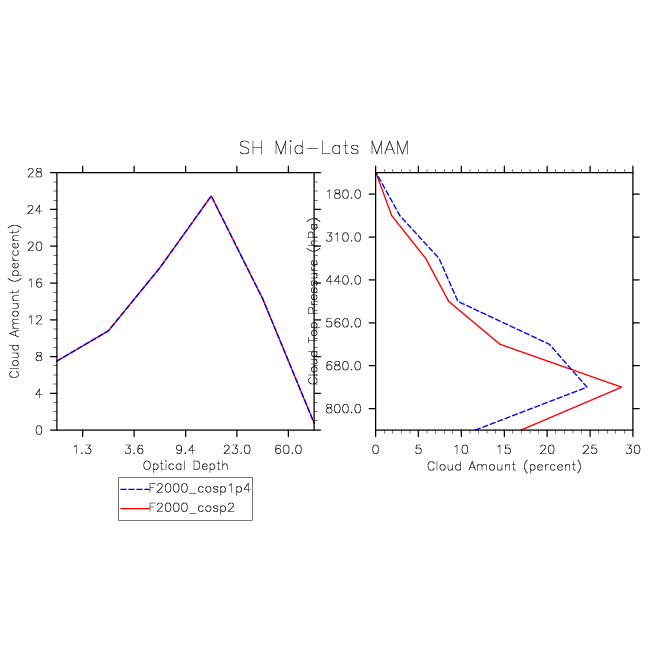 SH Mid-Lats MAM
Cloud Amount (percent)
28
24
20
16
12
8
4
0
1.3 3.6 9.4 23.0 60.0
Optical Depth
Cloud Top Pressure (hPa)
180.0
310.0
440.0
560.0
680.0
800.0
0 5 10 15 20 25 30
Cloud Amount (percent)
F2000_cosp1p4
F2000_cosp2